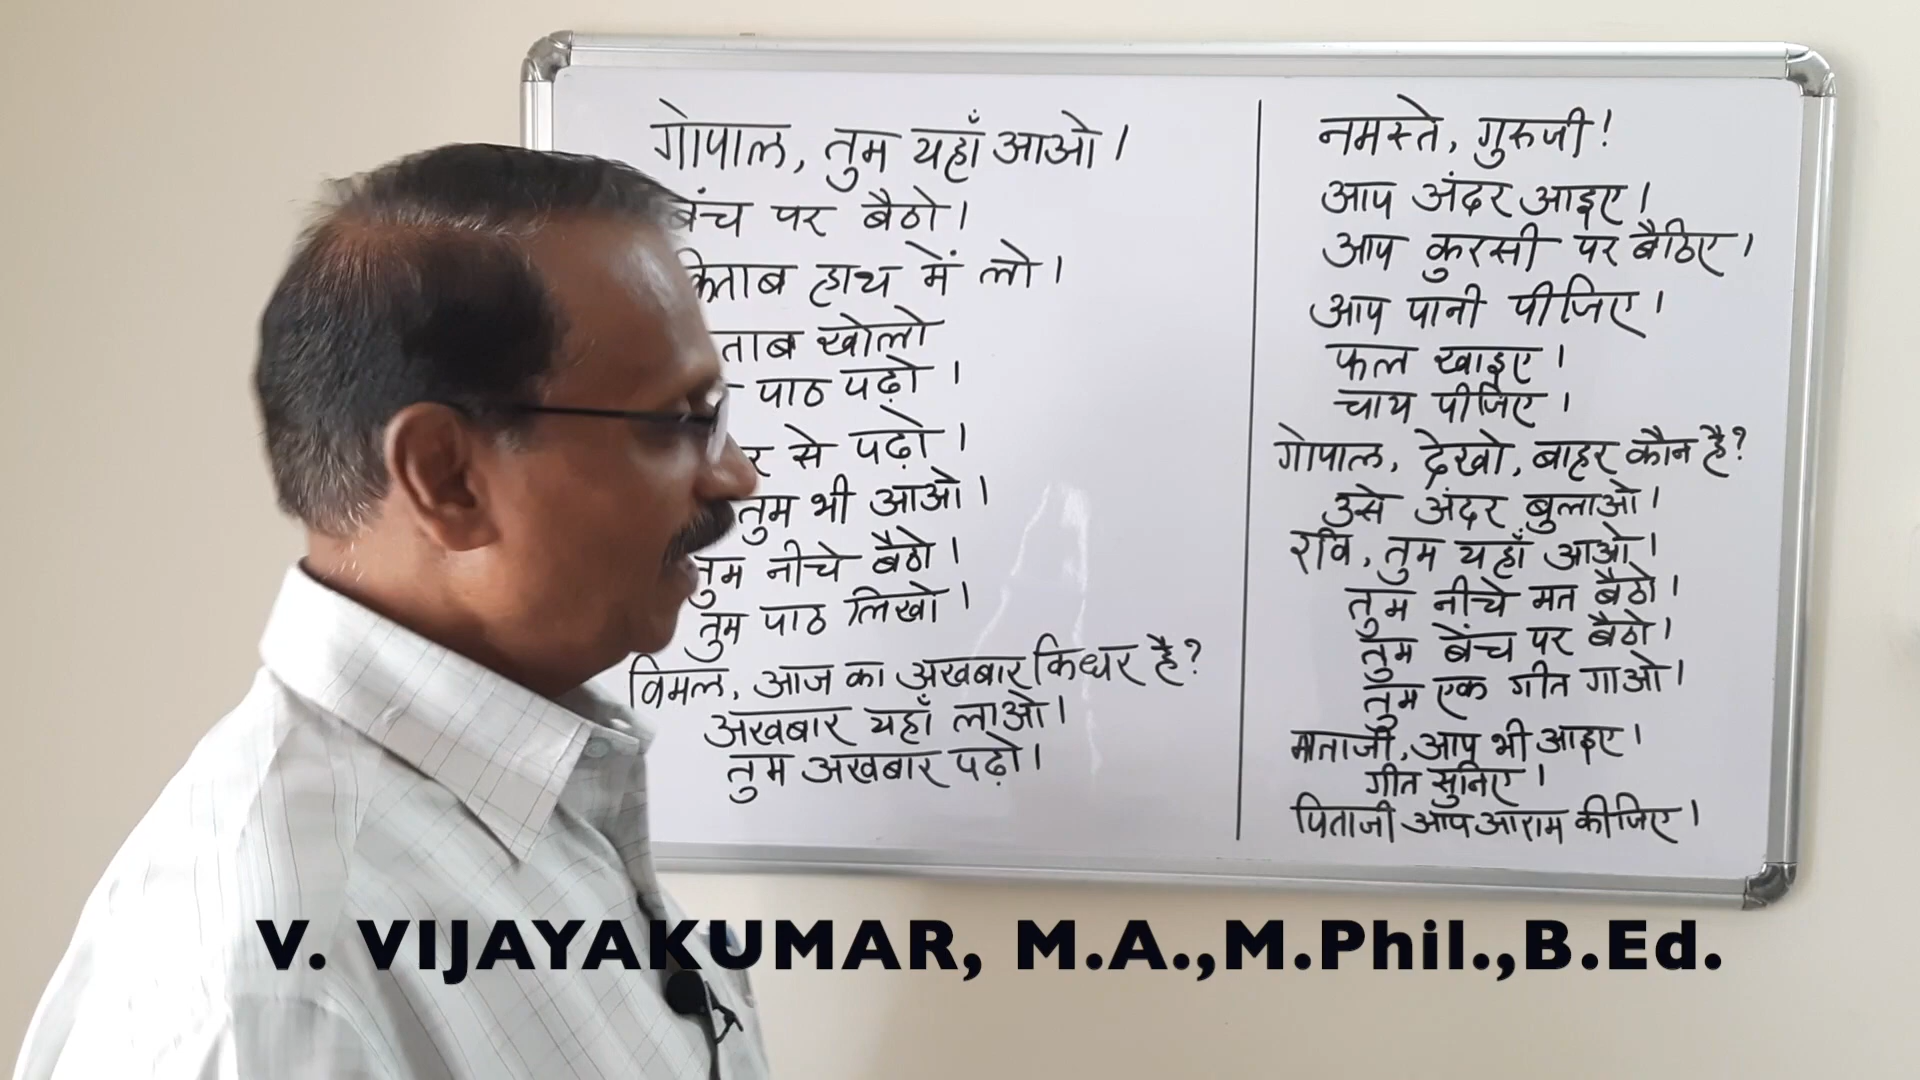 गोपाल, तुम यहाँ आओ।
बेंच पर बैठो।
हाथ में लो।
खोलो
पाठ पढ़ो।
से पढ़ो।
तुम भी आओ।
तुम नीचे बैठो।
तुम पाठ लिखो।
विमल, आज का अखबार किधर है?
अखबार यहाँ लाओ।
तुम अखबार पढ़ो।
नमस्ते, गुरुजी!
आप अंदर आइए।
आप कुरसी पर बैठिए।
आप पानी पीजिए।
फल खाइए।
चाय पीजिए।
गोपाल, देखो, बाहर कौन है?
उसे अंदर बुलाओ।
रवि, तुम यहाँ आओ।
तुम नीचे मत बैठो।
तुम बेंच पर बैठो।
तुम एक गीत गाओ।
माताजी, आप भी आइए।
गीत सुनिए।
पिताजी आप आराम कीजिए।
V. VIJAYAKUMAR, M.A.,M.Phil.,B.Ed.